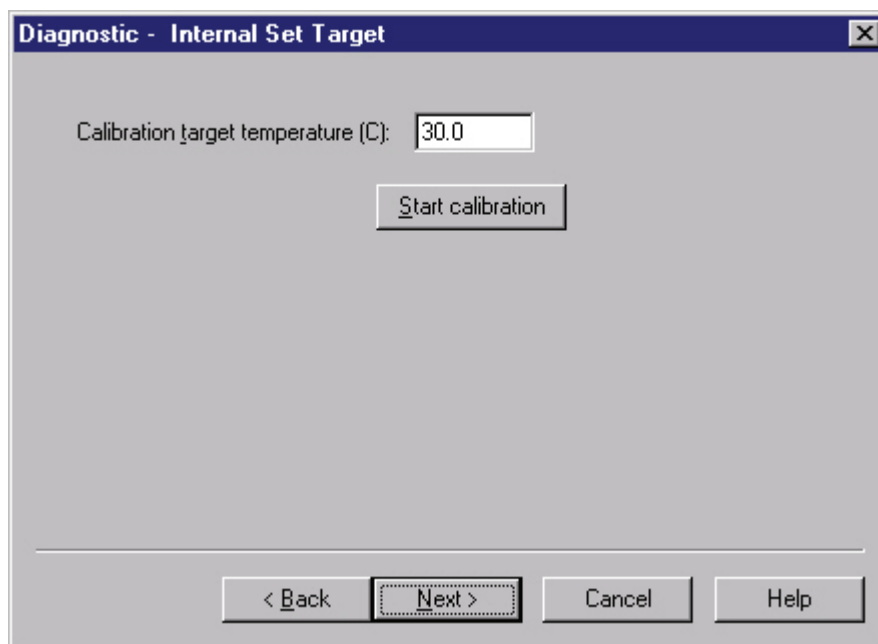 Diagnostic - Internal Set Target
Calibration target temperature (C): 30.0
Start calibration
< Back Next > Cancel Help